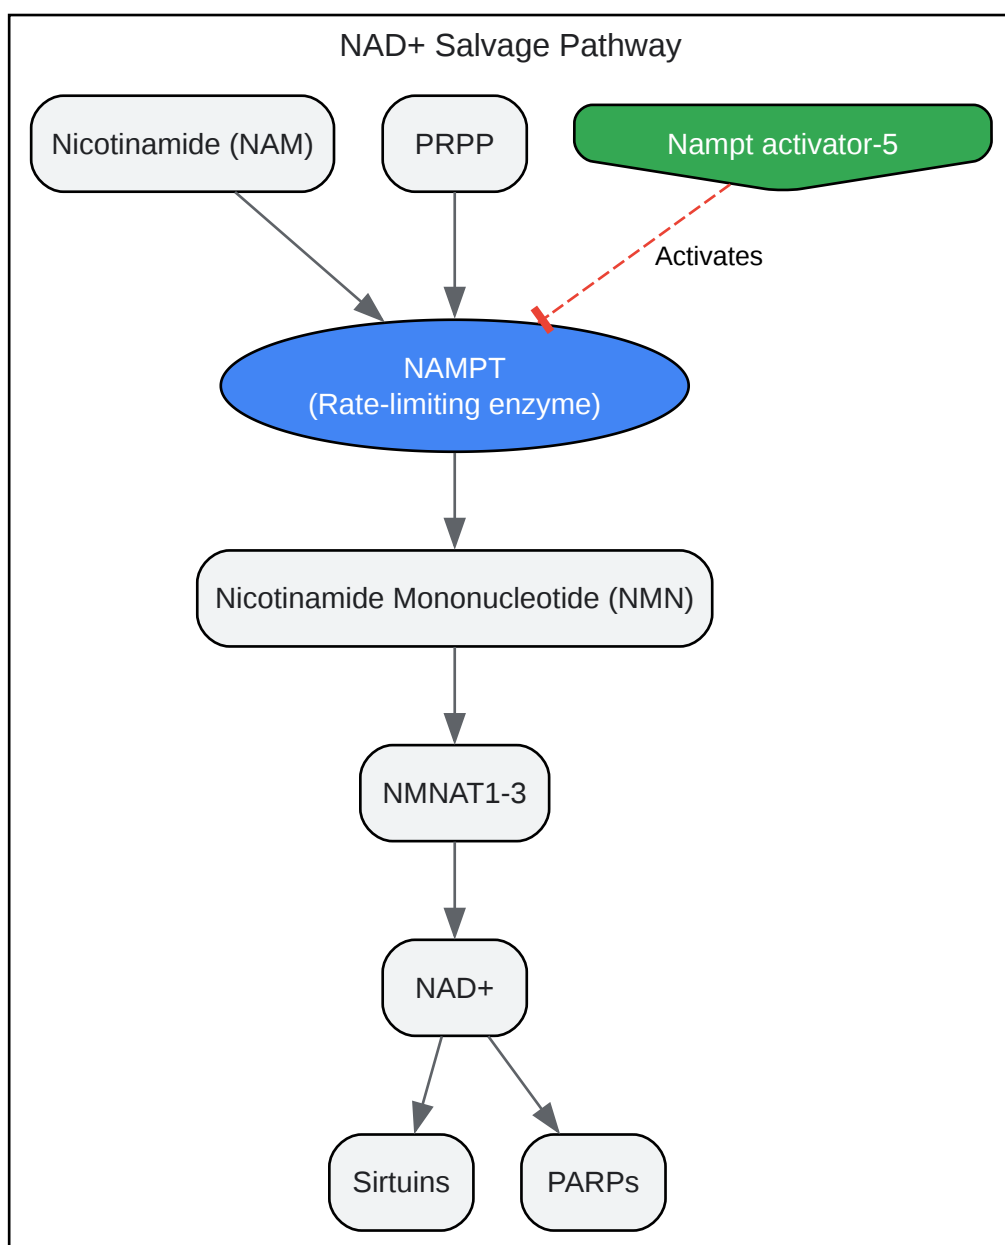 NAD+ Salvage Pathway
Nicotinamide (NAM)
PRPP
Nampt activator-5
Activates
NAMPT
(Rate-limiting enzyme)
Nicotinamide Mononucleotide (NMN)
NMNAT1-3
NAD+
Sirtuins
PARPs